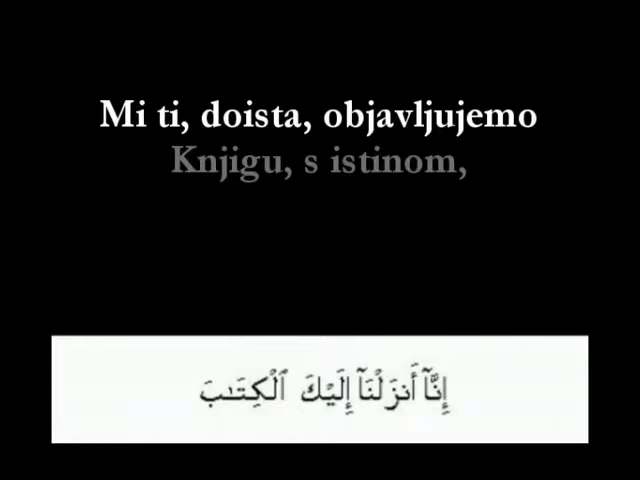 Mi ti, doista, objavljujemo
Knjigu, s istinom,
إِنَّآ أَنزَلْنَآ إِلَيْكَ ٱلْكِتَـٰبَ